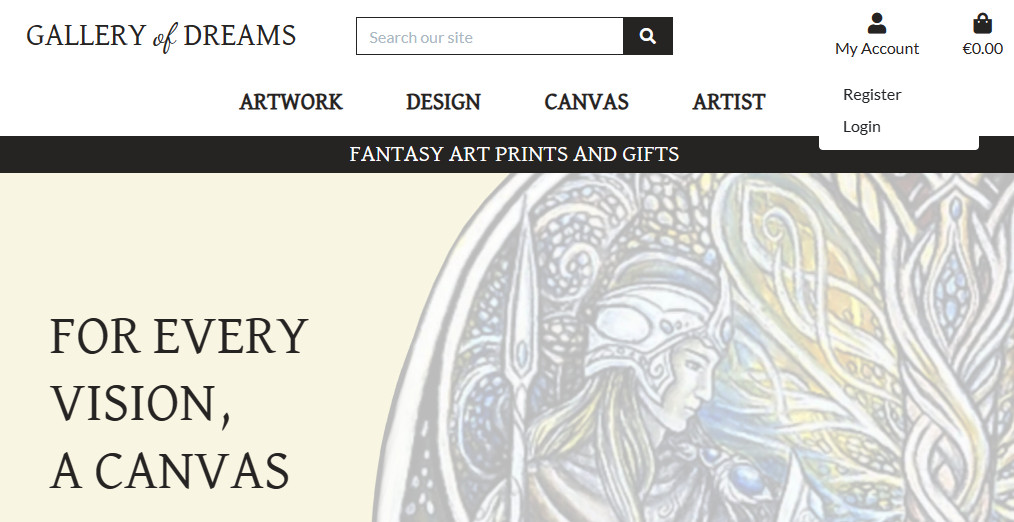 GALLERY of DREAMS
Search our site
My Account
€0.00
Register
Login
ARTWORK DESIGN CANVAS ARTIST
FANTASY ART PRINTS AND GIFTS
FOR EVERY
VISION,
A CANVAS